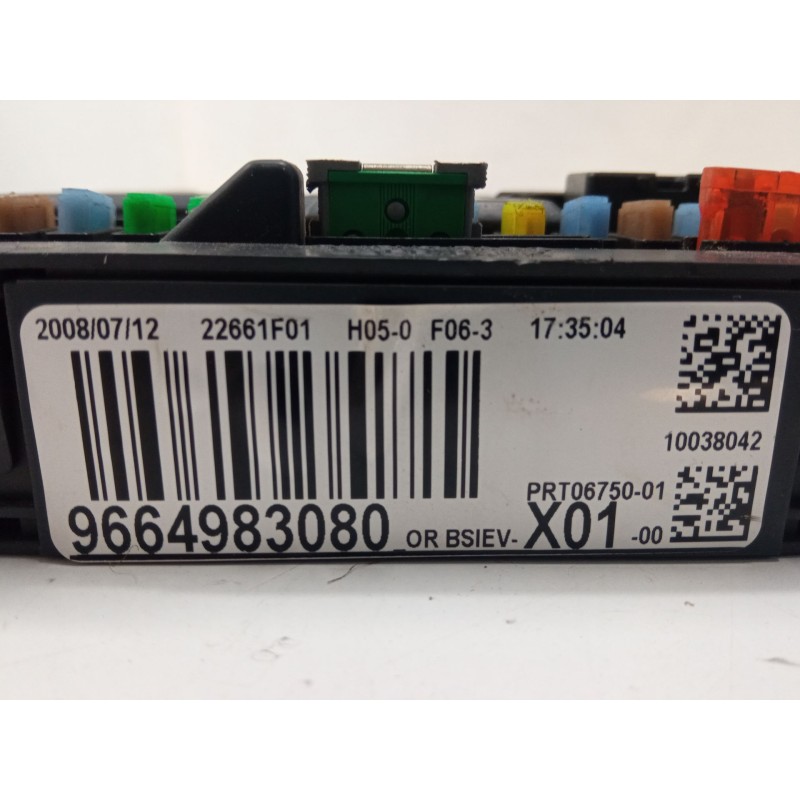 2008/07/12 22661F01 H05-0 F06-3 17:35:04
10038042
PRT06750-01
9664983080 OR BSIEV- X01 -00